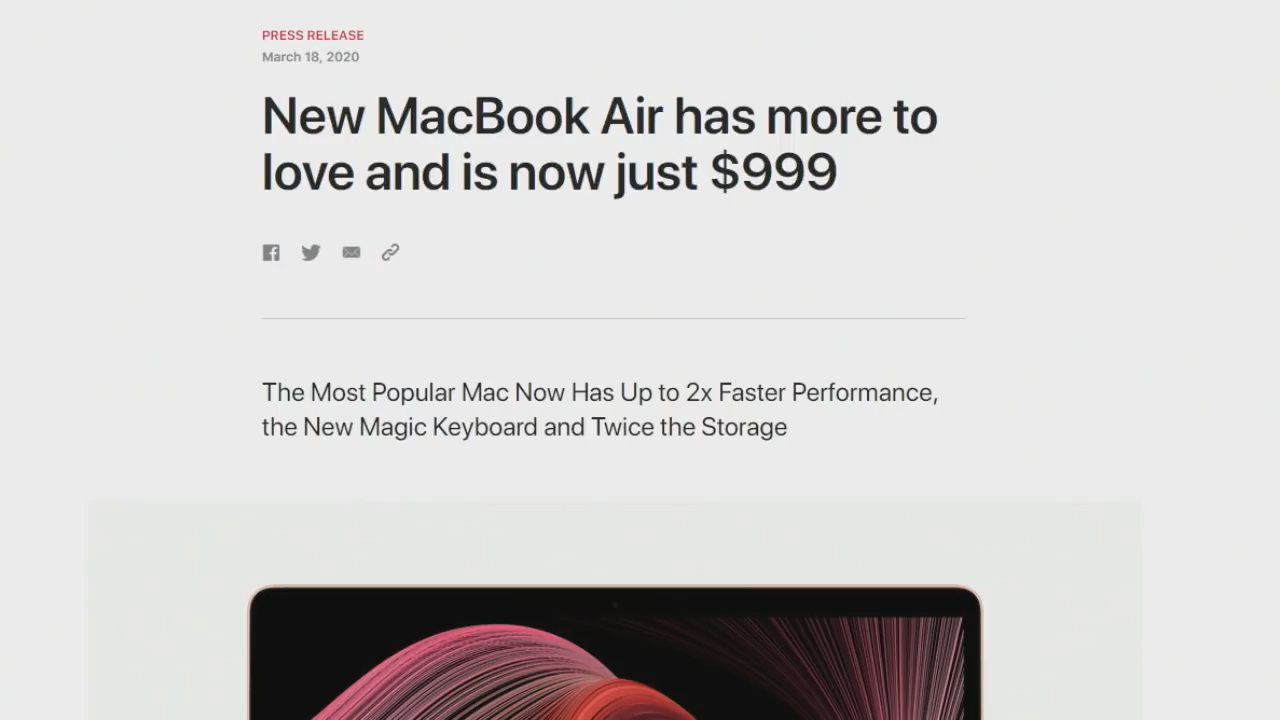 PRESS RELEASE
March 18, 2020
New MacBook Air has more to
love and is now just $999
The Most Popular Mac Now Has Up to 2x Faster Performance,
the New Magic Keyboard and Twice the Storage